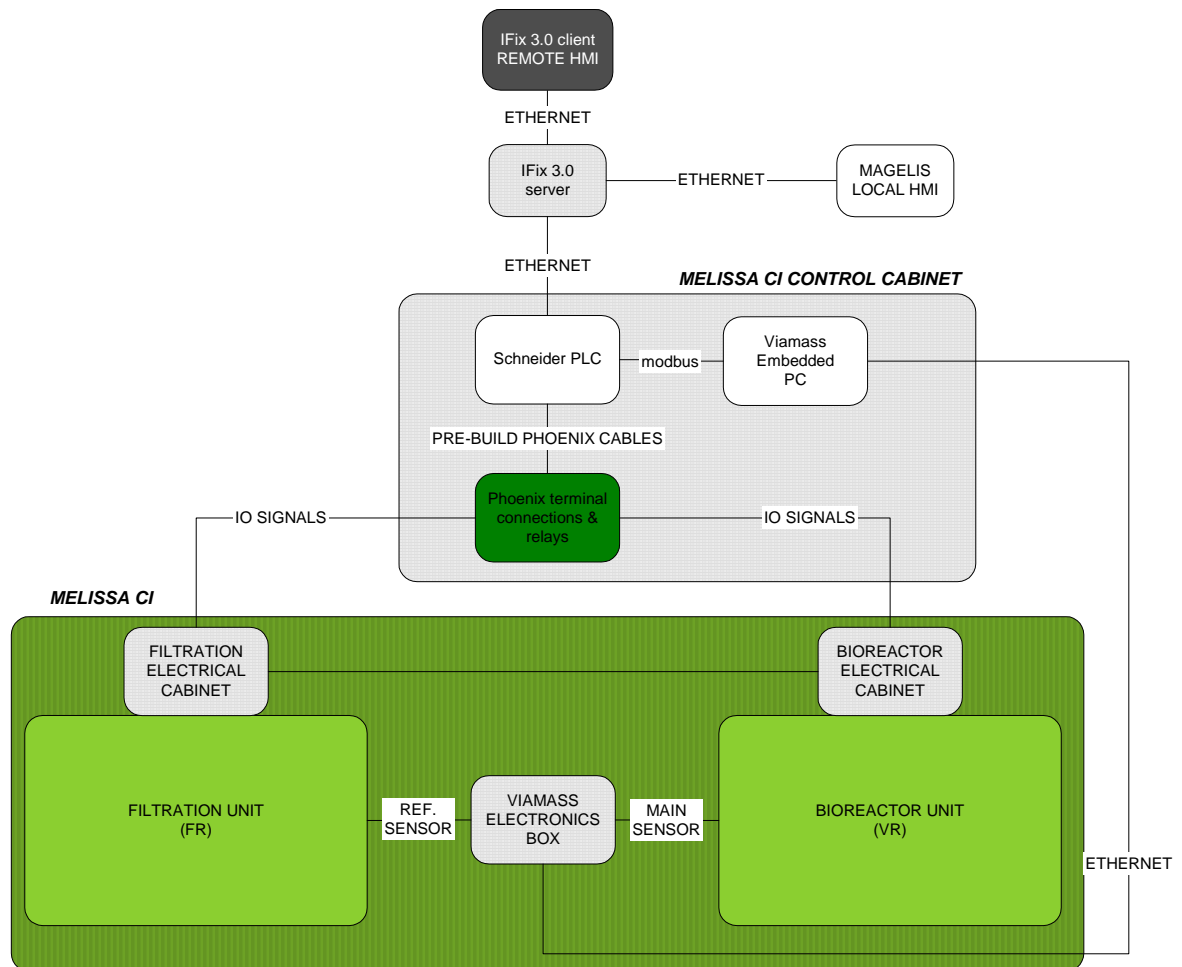 IFix 3.0 client
REMOTE HMI
ETHERNET
IFix 3.0
server
ETHERNET
MAGELIS
LOCAL HMI
ETHERNET
MELISSA CI CONTROL CABINET
Schneider PLC
modbus
Viamass
Embedded
PC
PRE-BUILD PHOENIX CABLES
Phoenix terminal
connections &
relays
IO SIGNALS
IO SIGNALS
MELISSA CI
FILTRATION
ELECTRICAL
CABINET
BIOREACTOR
ELECTRICAL
CABINET
FILTRATION UNIT
(FR)
REF.
SENSOR
VIAMASS
ELECTRONICS
BOX
MAIN
SENSOR
BIOREACTOR UNIT
(VR)
ETHERNET